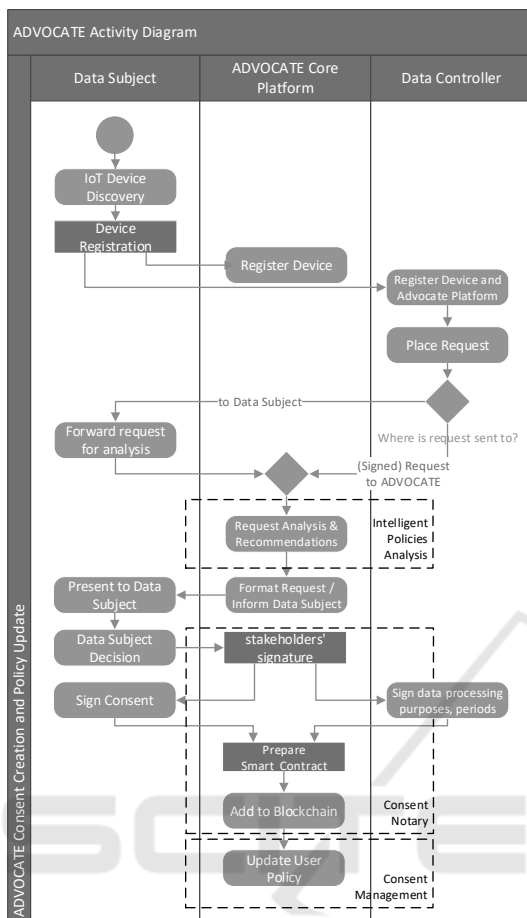 ADVOCATE Activity Diagram
Data Subject
ADVOCATE Core
Platform
Data Controller
ADVOCATE Consent Creation and Policy Update
IoT Device
Discovery
Device
Registration
Register Device
Register Device and
Advocate Platform
Place Request
to Data Subject
Where is request sent to?
Forward request
for analysis
(Signed) Request
to ADVOCATE
Request Analysis &
Recommendations
Intelligent
Policies
Analysis
Present to Data
Subject
Format Request /
Inform Data Subject
Data Subject
Decision
stakeholders'
signature
Sign Consent
Sign data processing
purposes, periods
Prepare
Smart Contract
Add to Blockchain
Consent
Notary
Update User
Policy
Consent
Management